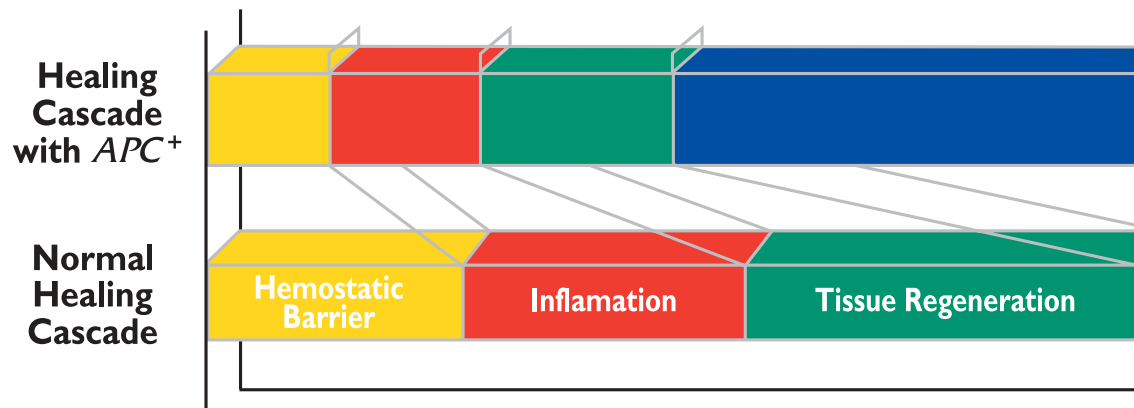 Healing
Cascade
with APC+
Normal
Healing
Cascade
Hemostatic
Barrier
Inflamation
Tissue Regeneration